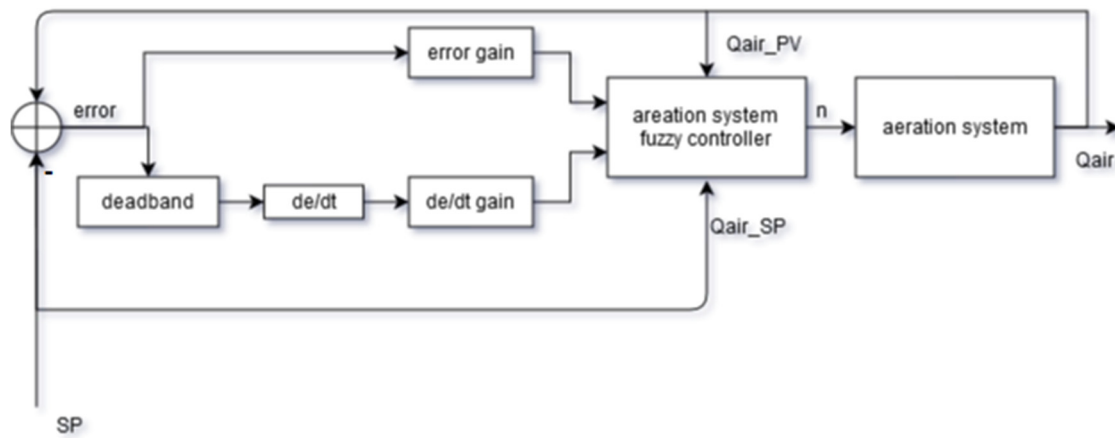 Qair_PV
error gain
error
areation system
fuzzy controller
n
aeration system
Qair
-
deadband
de/dt
de/dt gain
Qair_SP
SP